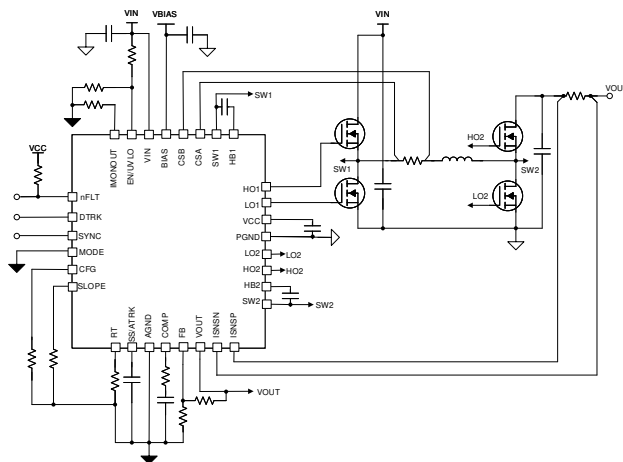 VIN
VBIAS
VIN
VOU
SW1
HO2
SW1
SW2
LO2
VCC
IMONOUT
EN/UVLO
VIN
BIAS
CSB
CSA
SW1
HB1
nFLT
DTRK
SYNC
MODE
CFG
SLOPE
HO1
LO1
VCC
PGND
LO2
LO2
HO2
HO2
HB2
SW2
SW2
RT
SS/ATRK
AGND
COMP
FB
VOUT
ISNSN
ISNSP
VOUT